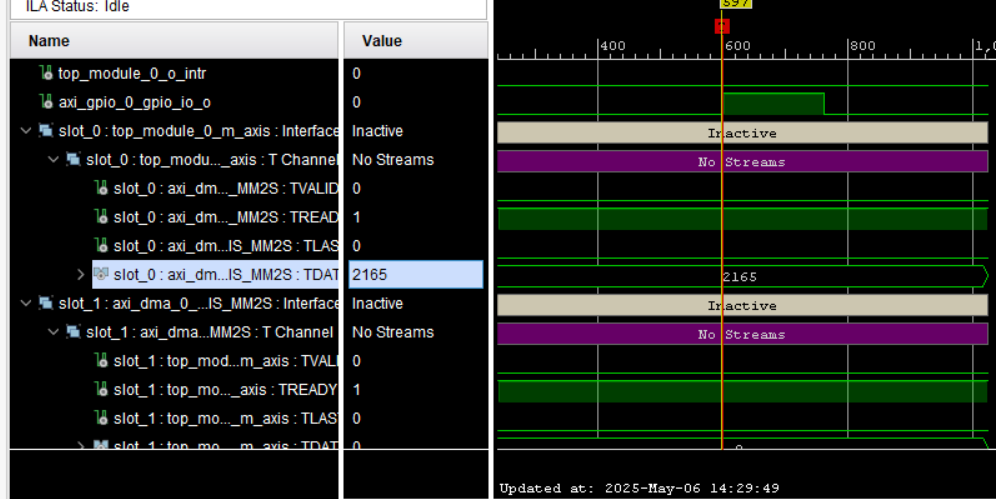 ILA Status: Idle
597
Name Value
400 600 800 1,0
top_module_0_o_intr 0
axi_gpio_0_gpio_io_o 0
slot_0 : top_module_0_m_axis : Interface Inactive Inactive
slot_0 : top_modu..._axis : T Channel No Streams No Streams
slot_0 : axi_dm..._MM2S : TVALID 0
slot_0 : axi_dm..._MM2S : TREAD 1
slot_0 : axi_dm...IS_MM2S : TLAS 0
slot_0 : axi_dm...IS_MM2S : TDAT 2165 2165
slot_1 : axi_dma_0_...IS_MM2S : Interface Inactive Inactive
slot_1 : axi_dma...MM2S : T Channel No Streams No Streams
slot_1 : top_mod...m_axis : TVALI 0
slot_1 : top_mo..._axis : TREADY 1
slot_1 : top_mo..._m_axis : TLAS 0
slot_1 : top_mo... m_axis : TDAT 0 0
Updated at: 2025-May-06 14:29:49